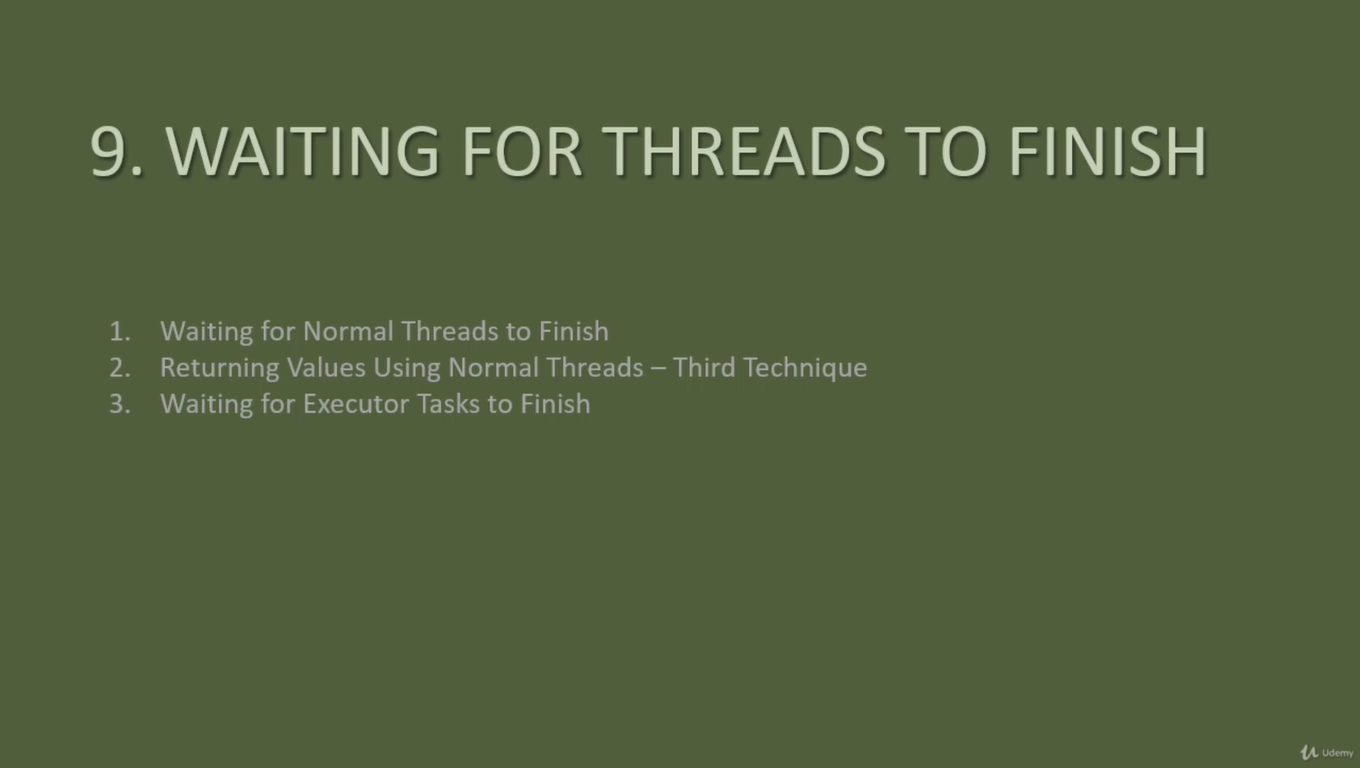 9. WAITING FOR THREADS TO FINISH
1. Waiting for Normal Threads to Finish
2. Returning Values Using Normal Threads – Third Technique
3. Waiting for Executor Tasks to Finish
Udemy